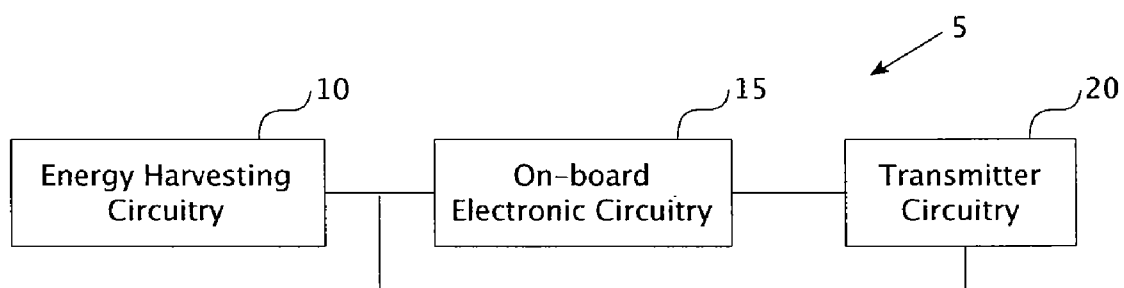 5
10
15
20
Energy Harvesting
Circuitry
On-board
Electronic Circuitry
Transmitter
Circuitry